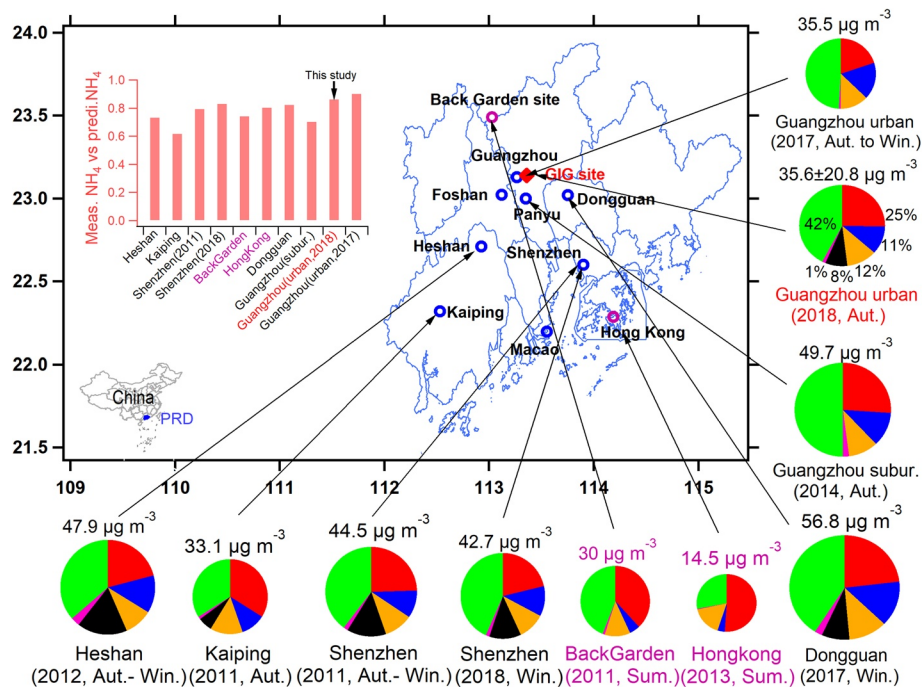 24.0
23.5
23.0
22.5
22.0
21.5
109
110
111
112
113
114
115
Meas. NH4 vs predi.NH4
1.0
0.8
0.6
0.4
0.2
0.0
This study
Heshan
Kaiping
Shenzhen(2011)
Shenzhen(2018)
BackGarden
HongKong
Dongguan
Guangzhou(subur.)
Guangzhou(urban,2018)
Guangzhou(urban,2017)
Back Garden site
Guangzhou
GIG site
Foshan
Panyu
Dongguan
Heshan
Shenzhen
Kaiping
Hong Kong
Macao
China
PRD
35.5 µg m-3
Guangzhou urban
(2017, Aut. to Win.)
35.6±20.8 µg m-3
42%
25%
11%
12%
8%
1%
Guangzhou urban
(2018, Aut.)
49.7 µg m-3
Guangzhou subur.
(2014, Aut.)
47.9 µg m-3
Heshan
(2012, Aut.- Win.)
33.1 µg m-3
Kaiping
(2011, Aut.)
44.5 µg m-3
Shenzhen
(2011, Aut.- Win.)
42.7 µg m-3
Shenzhen
(2018, Win.)
30 µg m-3
BackGarden
(2011, Sum.)
14.5 µg m-3
Hongkong
(2013, Sum.)
56.8 µg m-3
Dongguan
(2017, Win.)